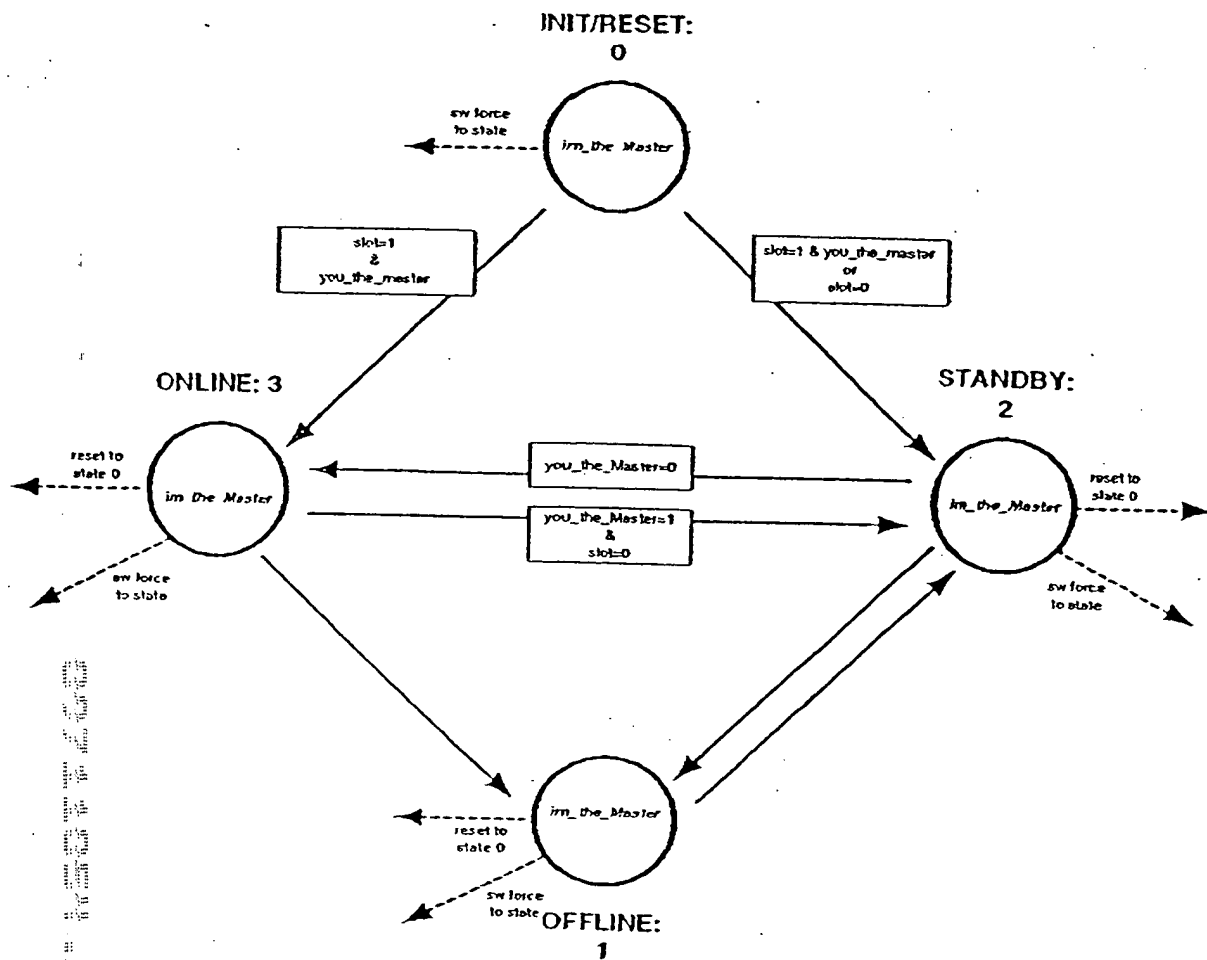 INIT/RESET:
0
sw force
to state
im_the_Master
slot=1
&
you_the_master
slot=1 & you_the_master
or
slot=0
ONLINE: 3
STANDBY:
2
reset to
state 0
im_the_Master
sw force
to state
you_the_Master=0
you_the_Master=1
&
slot=0
im_the_Master
reset to
state 0
sw force
to state
im_the_Master
reset to
state 0
sw force
to state
OFFLINE:
1